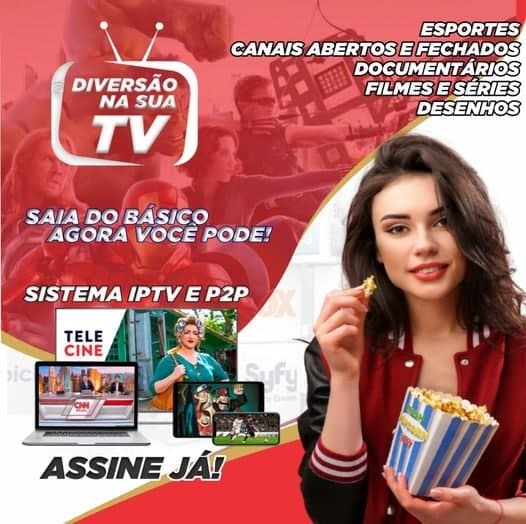 DIVERSÃO
NA SUA
TV
ESPORTES
CANAIS ABERTOS E FECHADOS
DOCUMENTÁRIOS
FILMES E SÉRIES
DESENHOS
SAIA DO BÁSICO
AGORA VOCÊ PODE!
SISTEMA IPTV E P2P
TELE
CINE
CNN
Syfy
ASSINE JÁ!